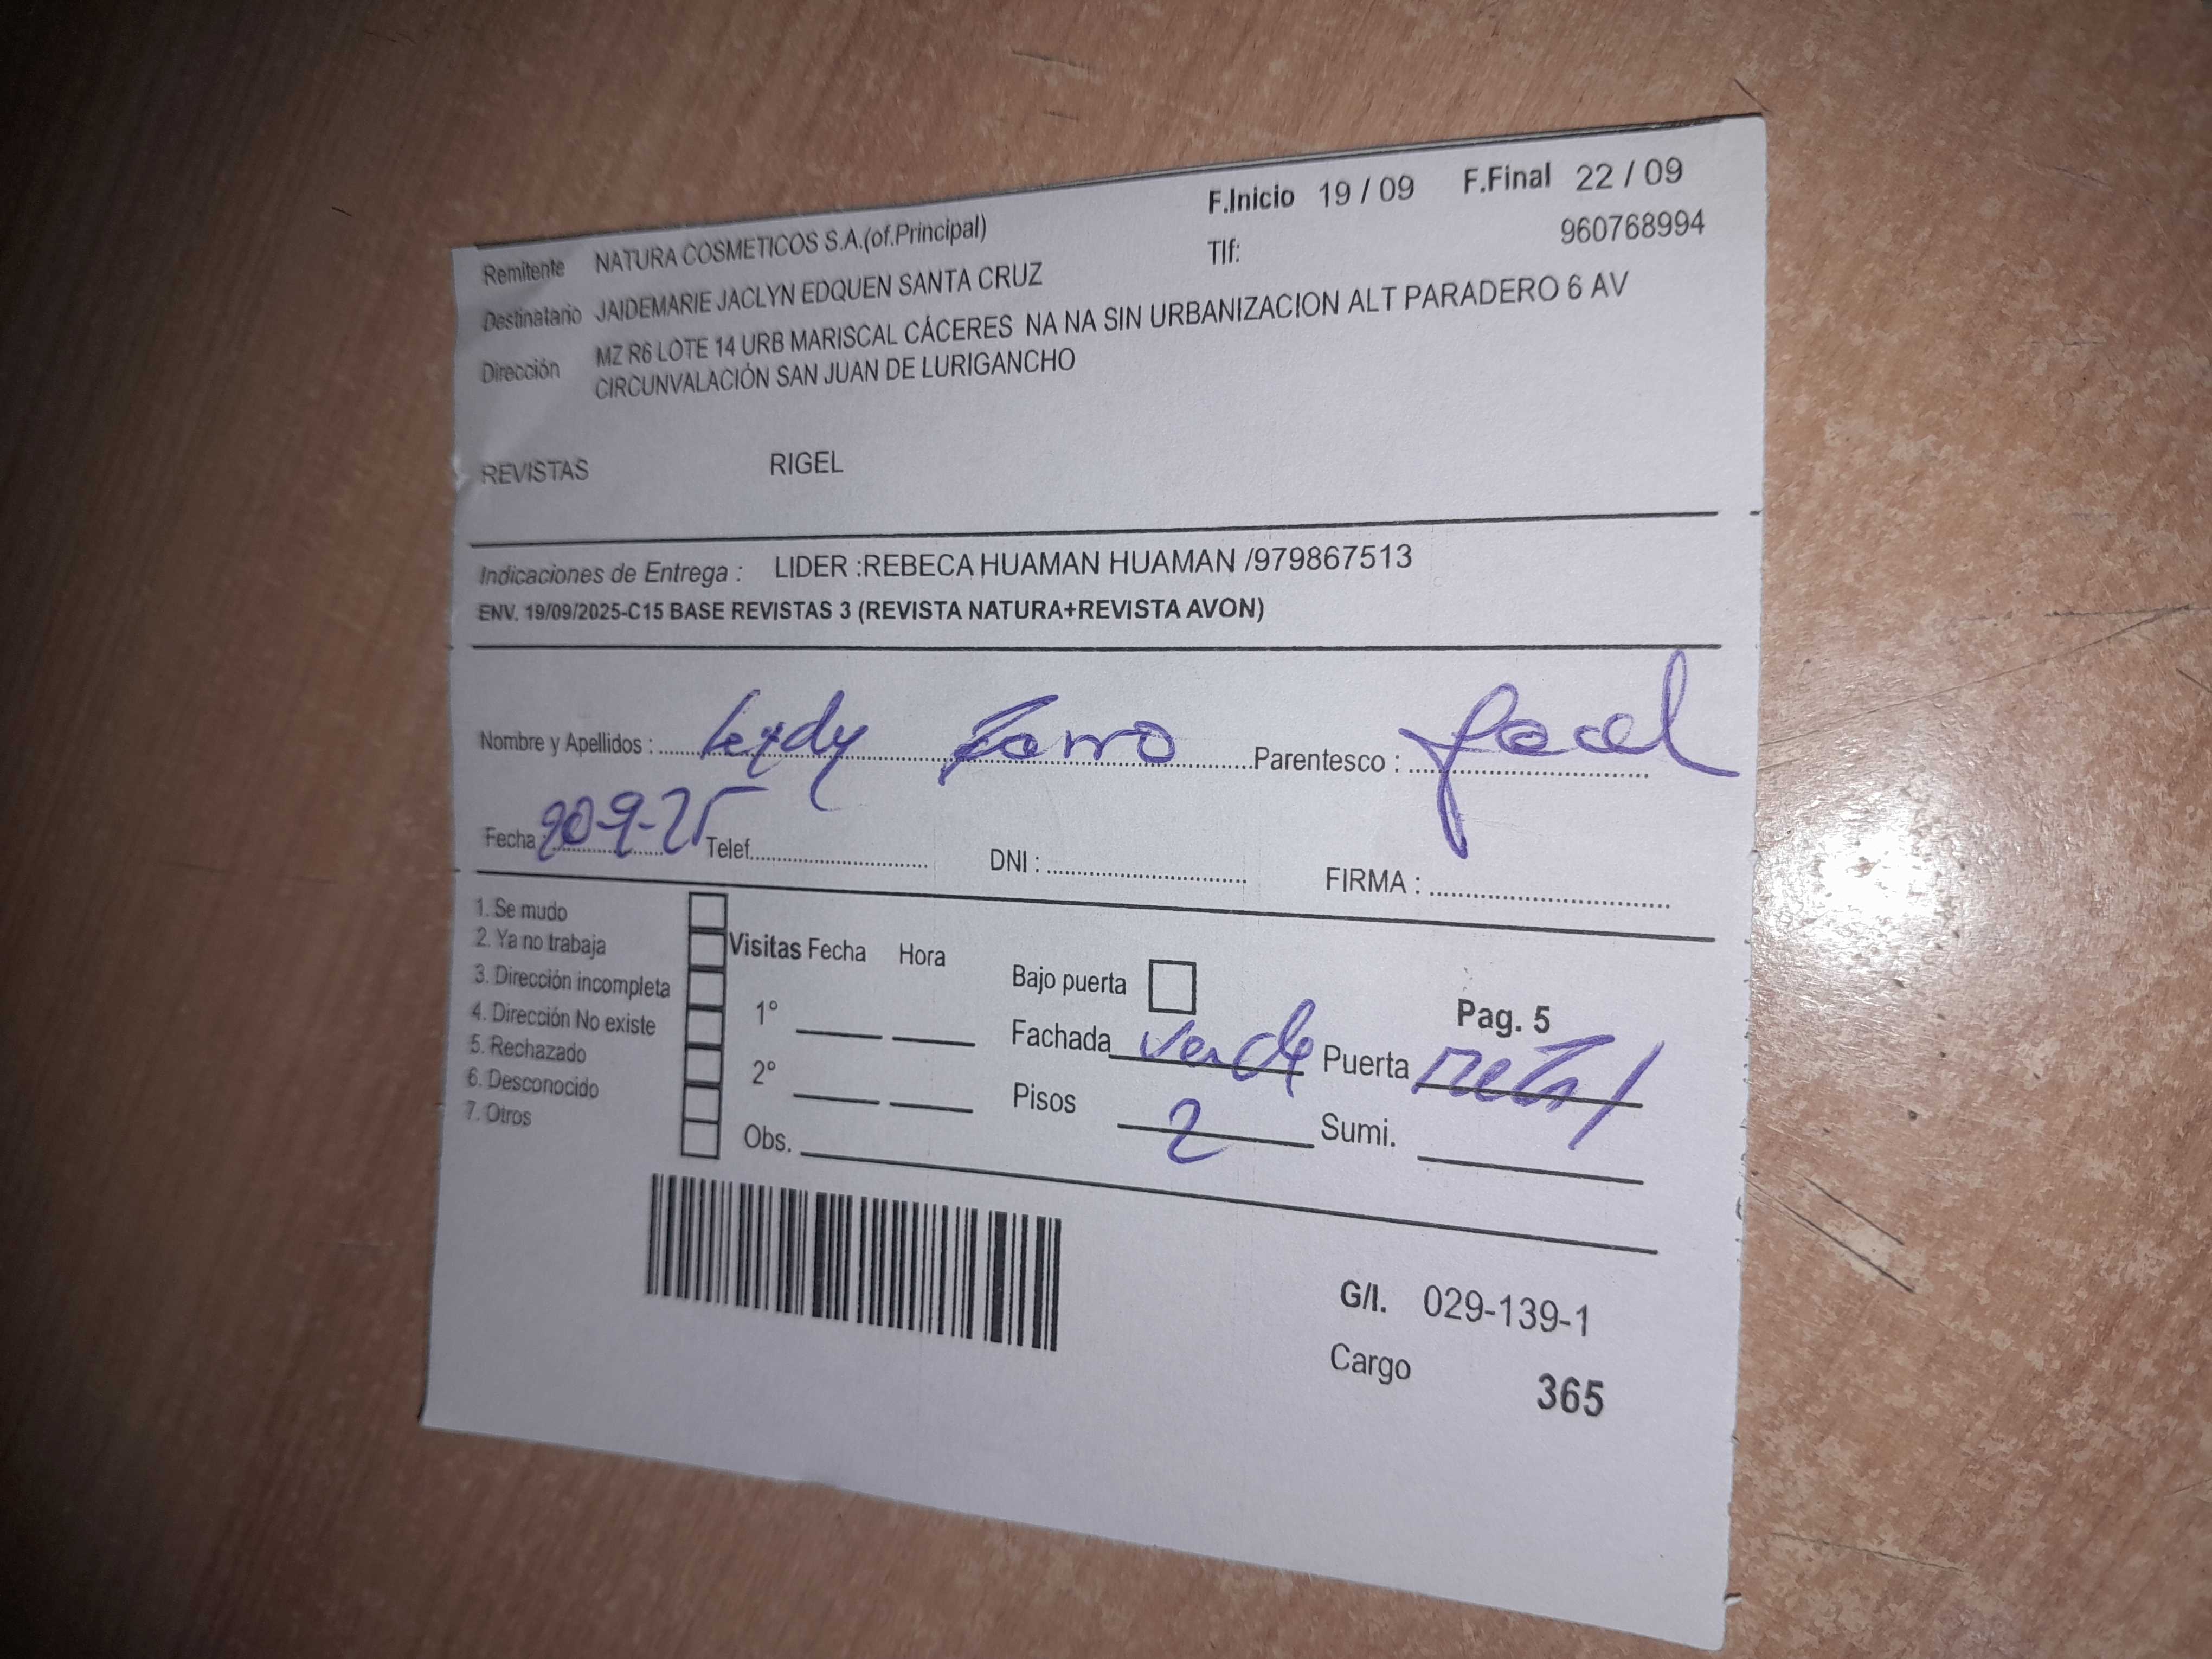 F.Inicio 19 / 09 F.Final 22 / 09
Remitente NATURA COSMETICOS S.A.(of.Principal) Tlf: 960768994
Destinatario JAIDEMARIE JACLYN EDQUEN SANTA CRUZ
Dirección MZ R6 LOTE 14 URB MARISCAL CÁCERES NA NA SIN URBANIZACION ALT PARADERO 6 AV
CIRCUNVALACIÓN SAN JUAN DE LURIGANCHO
REVISTAS RIGEL
Indicaciones de Entrega : LIDER :REBECA HUAMAN HUAMAN /979867513
ENV. 19/09/2025-C15 BASE REVISTAS 3 (REVISTA NATURA+REVISTA AVON)
Nombre y Apellidos : Parentesco :
Fecha : 20-9-25 Telef. DNI : FIRMA :
1. Se mudo
2. Ya no trabaja
3. Dirección incompleta
4. Dirección No existe
5. Rechazado
6. Desconocido
7. Otros
Visitas Fecha Hora
1°
2°
Obs.
Bajo puerta Pag. 5
Fachada verde Puerta metal
Pisos 2 Sumi.
G/I. 029-139-1
Cargo 365